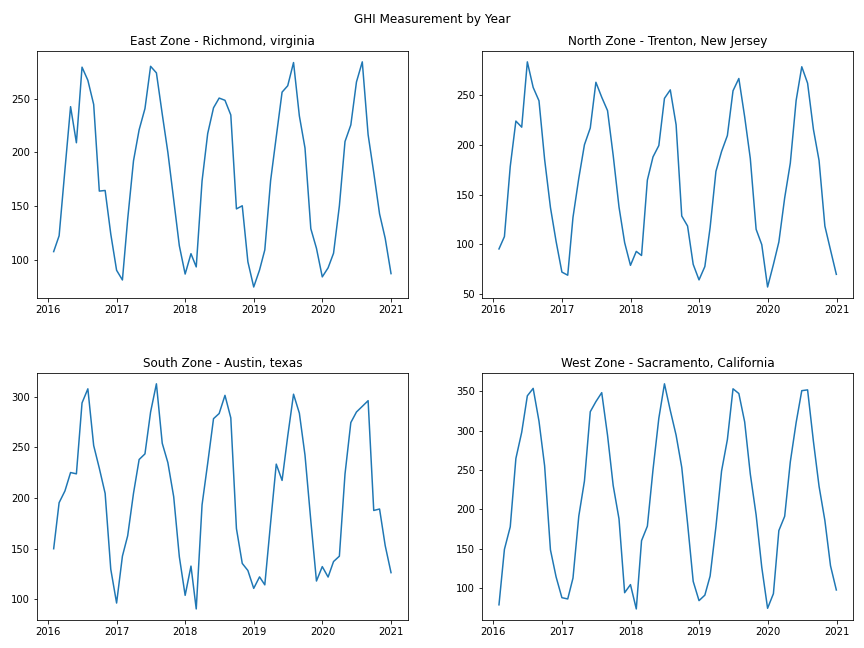 GHI Measurement by Year
East Zone - Richmond, virginia
250
200
150
100
2016 2017 2018 2019 2020 2021
North Zone - Trenton, New Jersey
250
200
150
100
50
2016 2017 2018 2019 2020 2021
South Zone - Austin, texas
300
250
200
150
100
2016 2017 2018 2019 2020 2021
West Zone - Sacramento, California
350
300
250
200
150
100
2016 2017 2018 2019 2020 2021